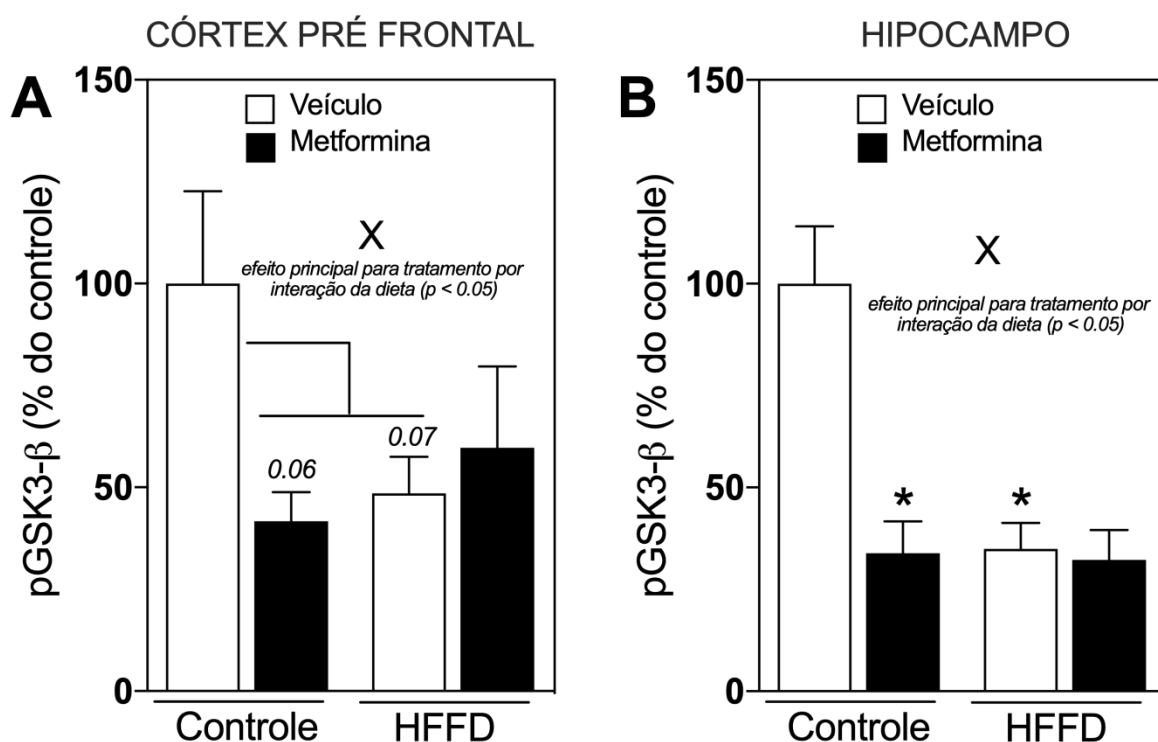 CÓRTEX PRÉ FRONTAL
A
150
100
50
0
pGSK3-β (% do controle)
Veículo
Metformina
X
efeito principal para tratamento por
interação da dieta (p < 0.05)
0.06
0.07
Controle
HFFD
HIPOCAMPO
B
150
100
50
0
pGSK3-β (% do controle)
Veículo
Metformina
X
efeito principal para tratamento por
interação da dieta (p < 0.05)
*
*
Controle
HFFD